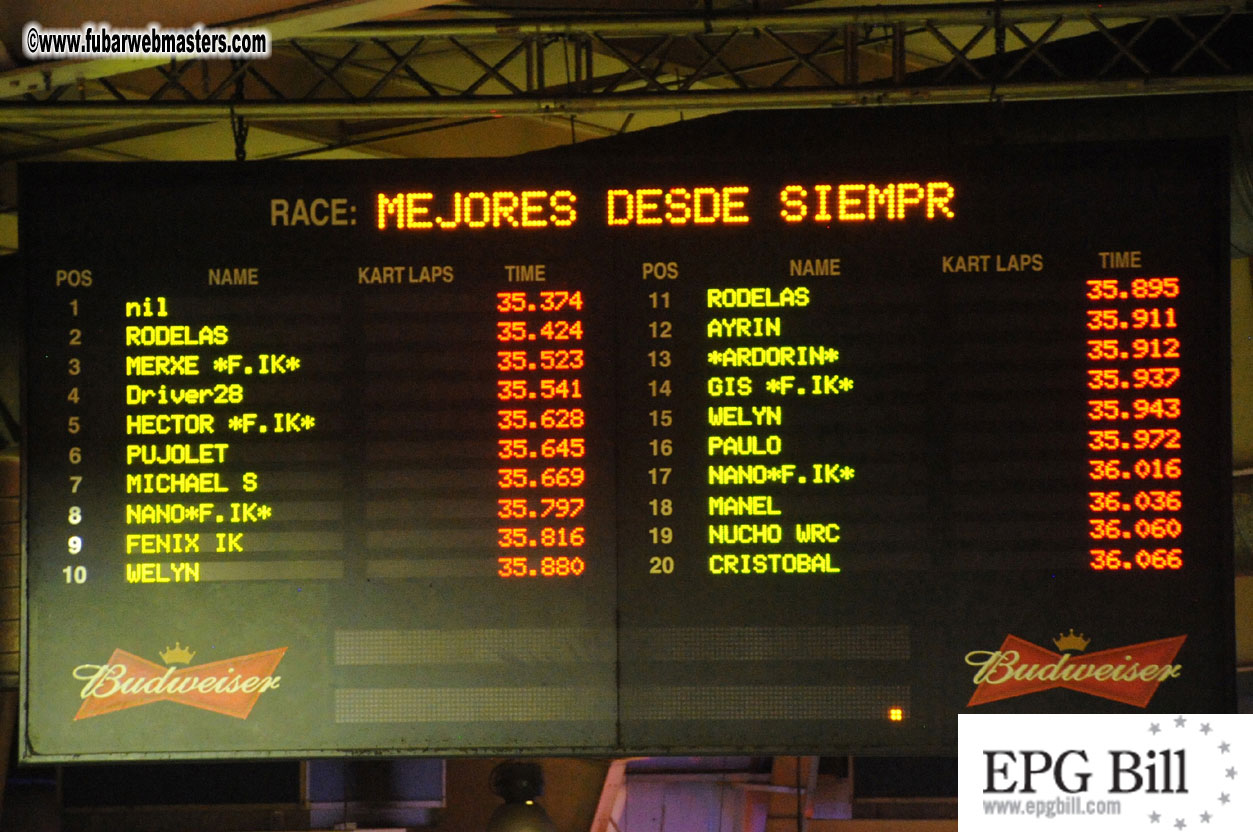 ©www.fubarwebmasters.com
RACE: MEJORES DESDE SIEMPR
POS NAME KART LAPS TIME
1 nil 35.374
2 RODELAS 35.424
3 MERXE *F.IK* 35.523
4 Driver28 35.541
5 HECTOR *F.IK* 35.628
6 PUJOLET 35.645
7 MICHAEL S 35.669
8 NANO*F.IK* 35.797
9 FENIX IK 35.816
10 WELYN 35.880
POS NAME KART LAPS TIME
11 RODELAS 35.895
12 AYRIN 35.911
13 *ARDORIN* 35.912
14 GIS *F.IK* 35.937
15 WELYN 35.943
16 PAULO 35.972
17 NANO*F.IK* 36.016
18 MANEL 36.036
19 NUCHO WRC 36.060
20 CRISTOBAL 36.066
Budweiser
Budweiser
EPG Bill
www.epgbill.com